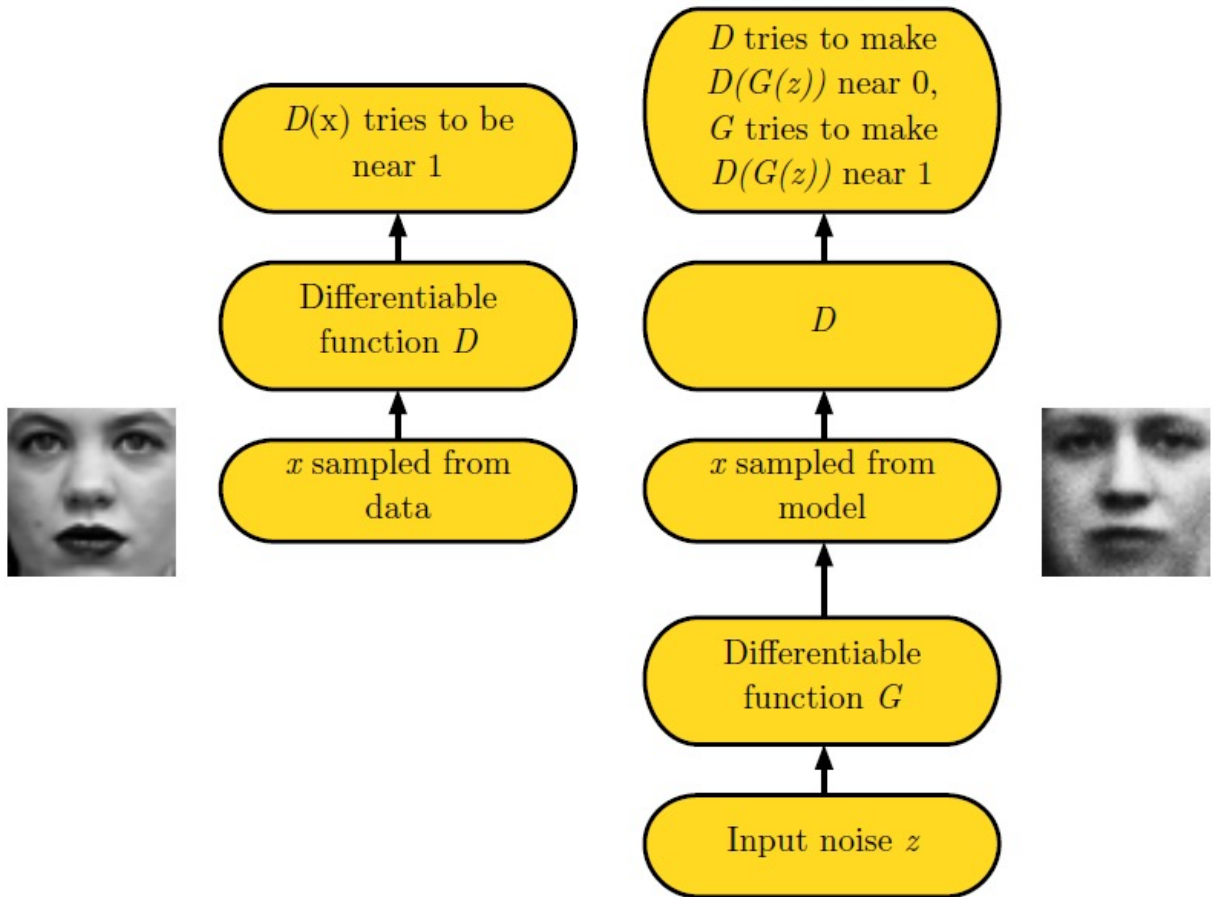 D(x) tries to be
near 1
Differentiable
function D
x sampled from
data
D tries to make
D(G(z)) near 0,
G tries to make
D(G(z)) near 1
D
x sampled from
model
Differentiable
function G
Input noise z